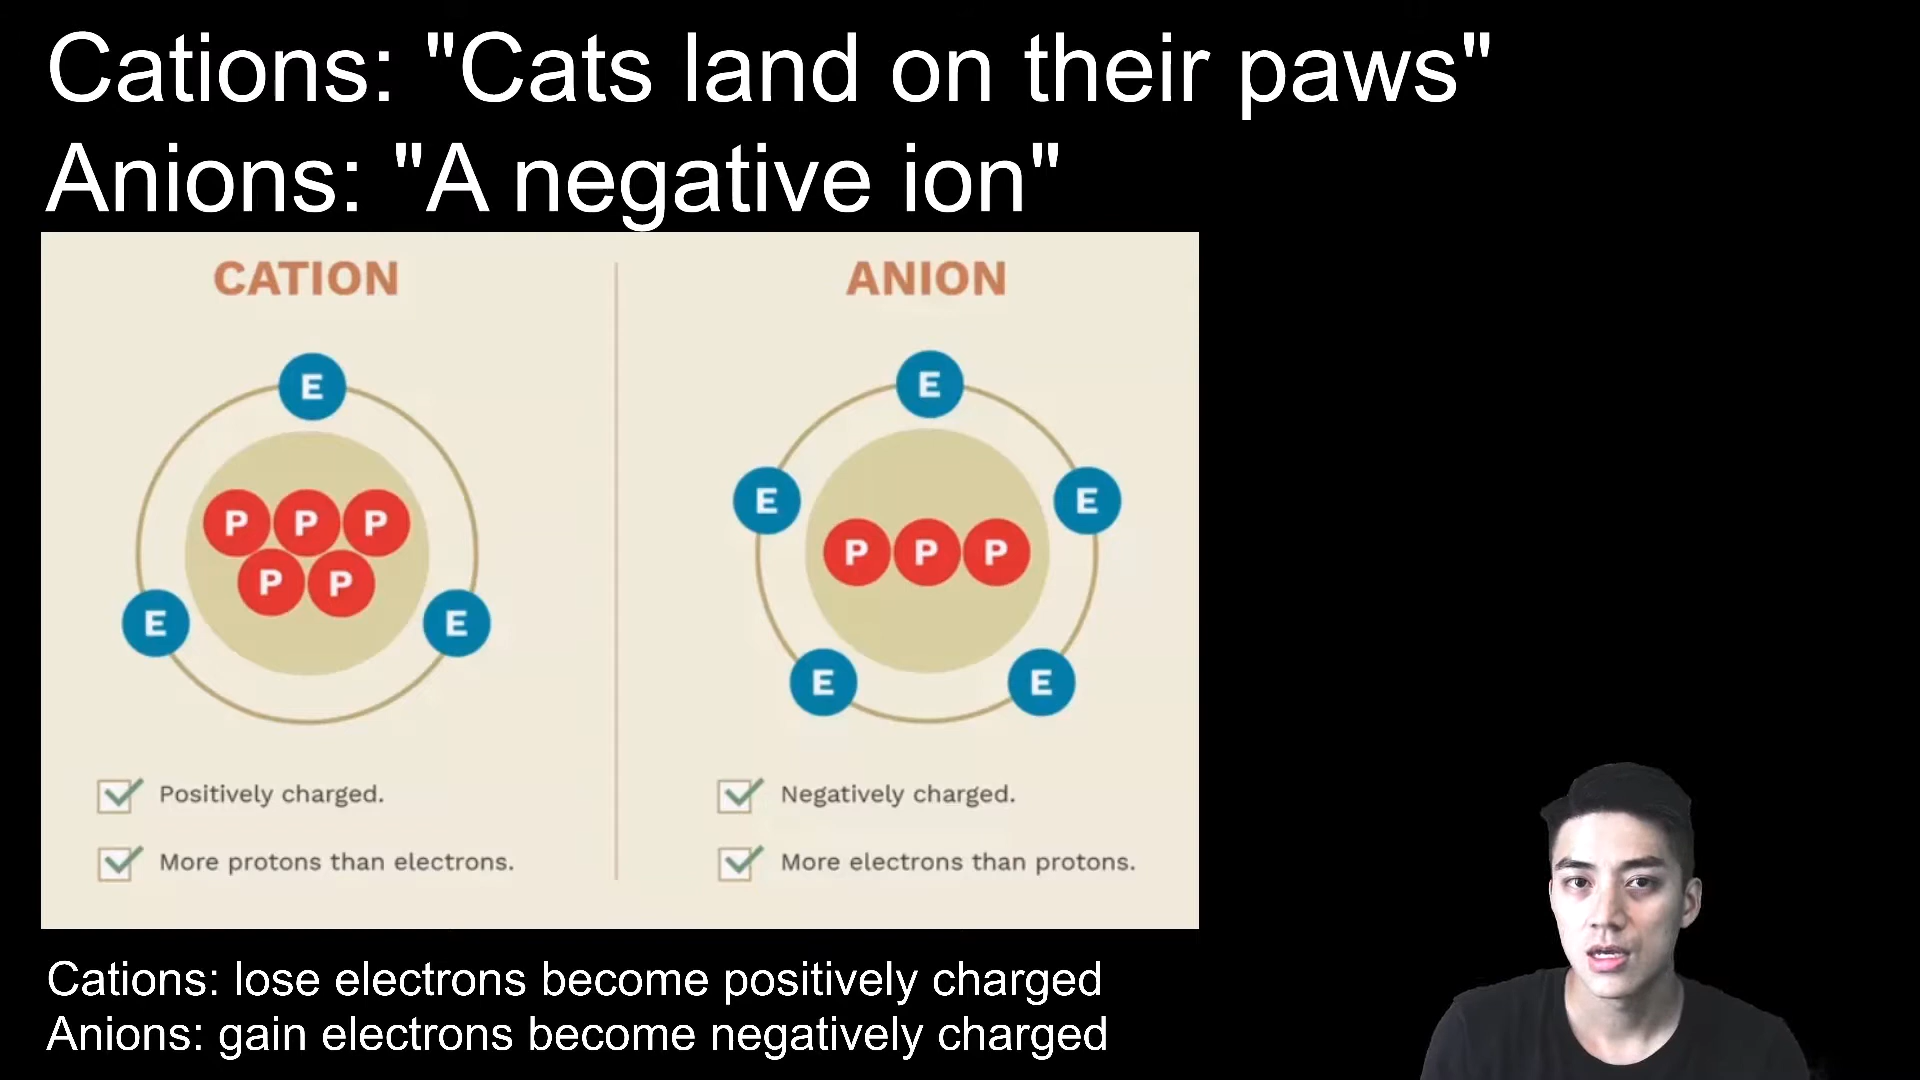 Cations: "Cats land on their paws"
Anions: "A negative ion"
CATION
E
P P P
P P
E E
Positively charged.
More protons than electrons.
ANION
E
E E
P P P
E E
Negatively charged.
More electrons than protons.
Cations: lose electrons become positively charged
Anions: gain electrons become negatively charged